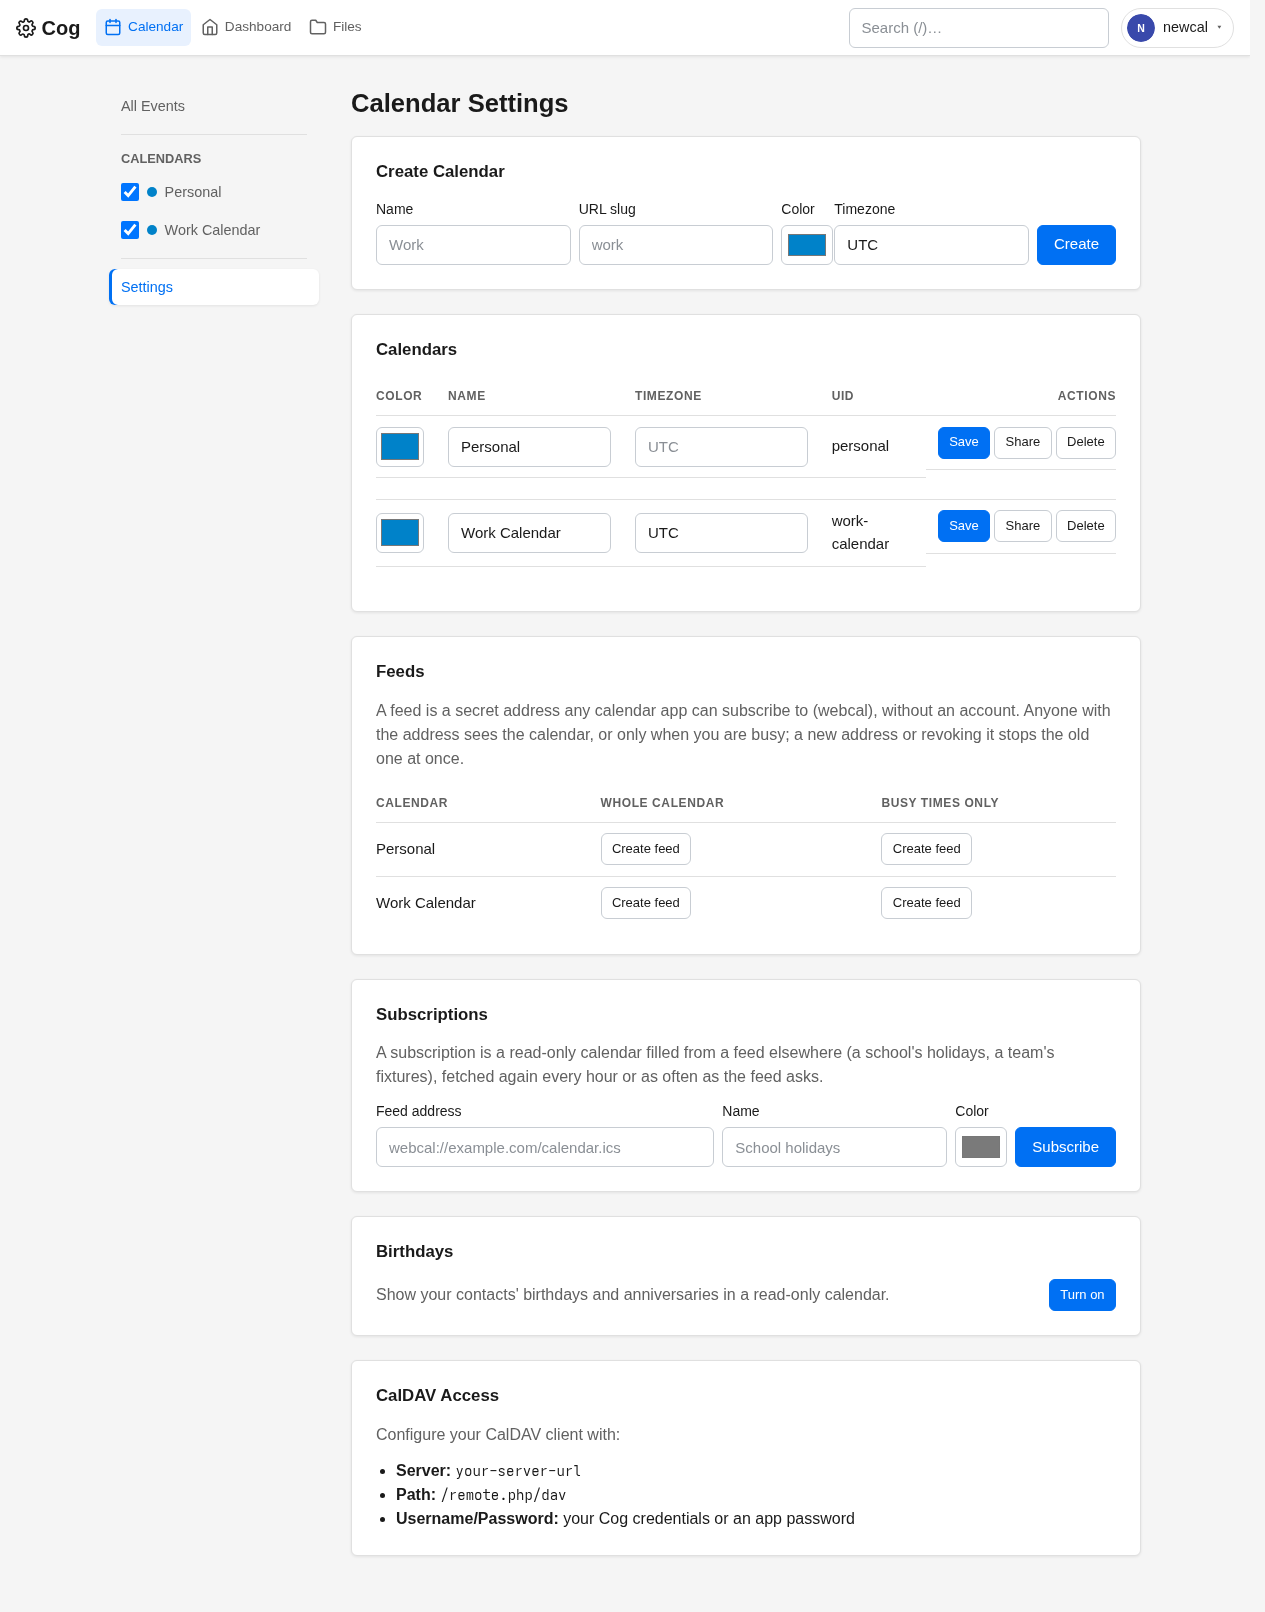 Cog
Calendar
Dashboard
Files
Search (/)…
N
newcal
All Events
CALENDARS
Personal
Work Calendar
Settings
Calendar Settings
Create Calendar
Name
URL slug
Color
Timezone
Work
work
UTC
Create
Calendars
COLOR
NAME
TIMEZONE
UID
ACTIONS
Personal
UTC
personal
Save
Share
Delete
Work Calendar
UTC
work-
calendar
Save
Share
Delete
Feeds
A feed is a secret address any calendar app can subscribe to (webcal), without an account. Anyone with
the address sees the calendar, or only when you are busy; a new address or revoking it stops the old
one at once.
CALENDAR
WHOLE CALENDAR
BUSY TIMES ONLY
Personal
Create feed
Create feed
Work Calendar
Create feed
Create feed
Subscriptions
A subscription is a read-only calendar filled from a feed elsewhere (a school's holidays, a team's
fixtures), fetched again every hour or as often as the feed asks.
Feed address
Name
Color
webcal://example.com/calendar.ics
School holidays
Subscribe
Birthdays
Show your contacts' birthdays and anniversaries in a read-only calendar.
Turn on
CalDAV Access
Configure your CalDAV client with:
Server: your-server-url
Path: /remote.php/dav
Username/Password: your Cog credentials or an app password